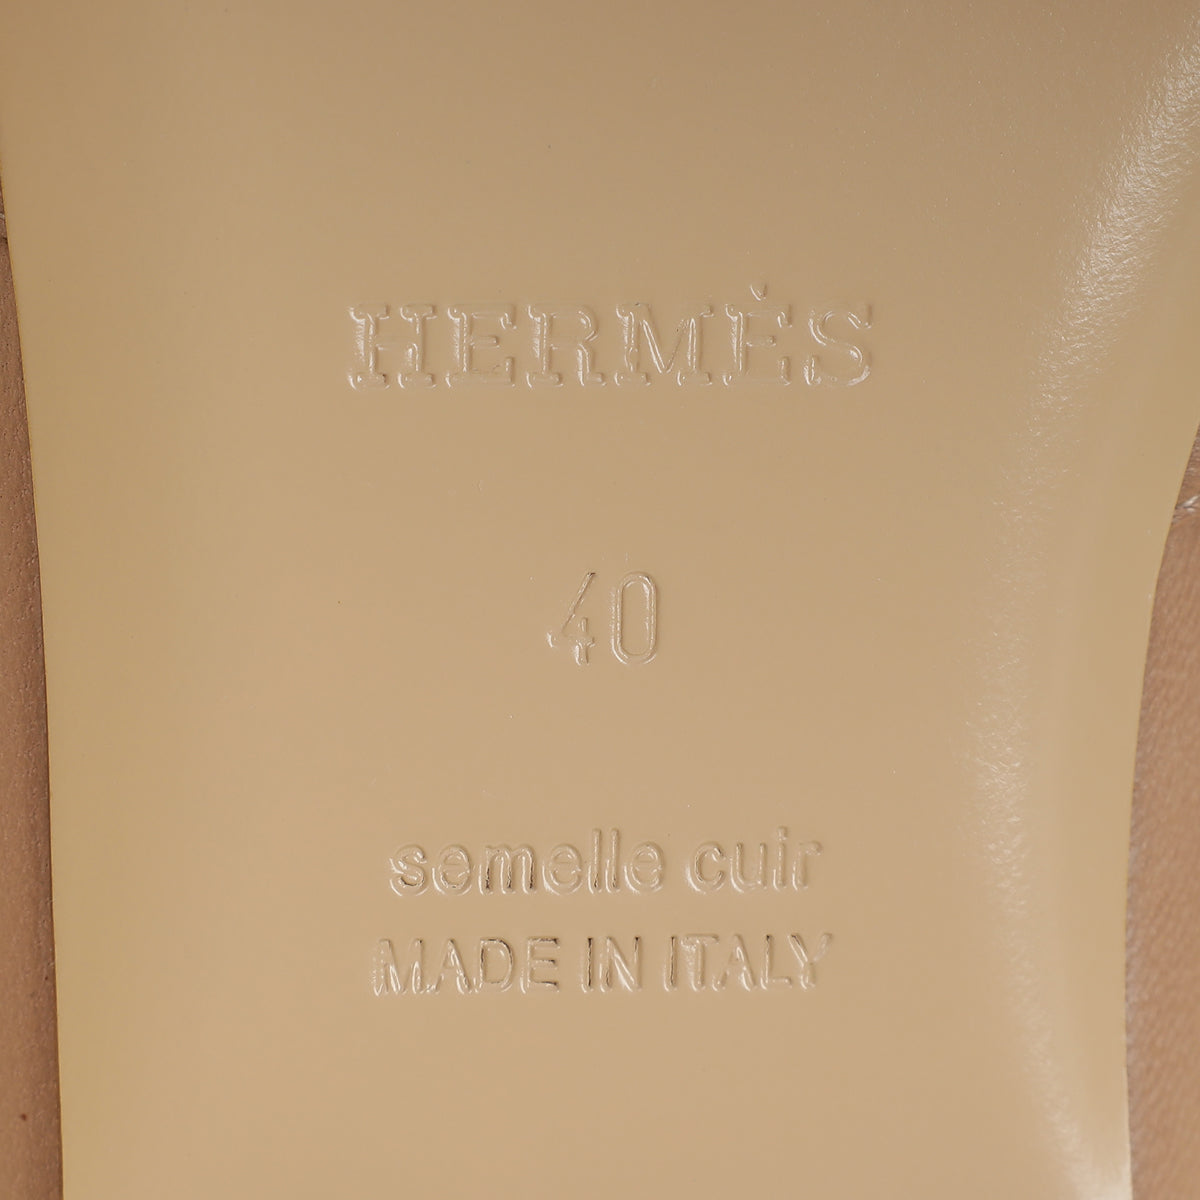 HERMÈS
40
semelle cuir
MADE IN ITALY